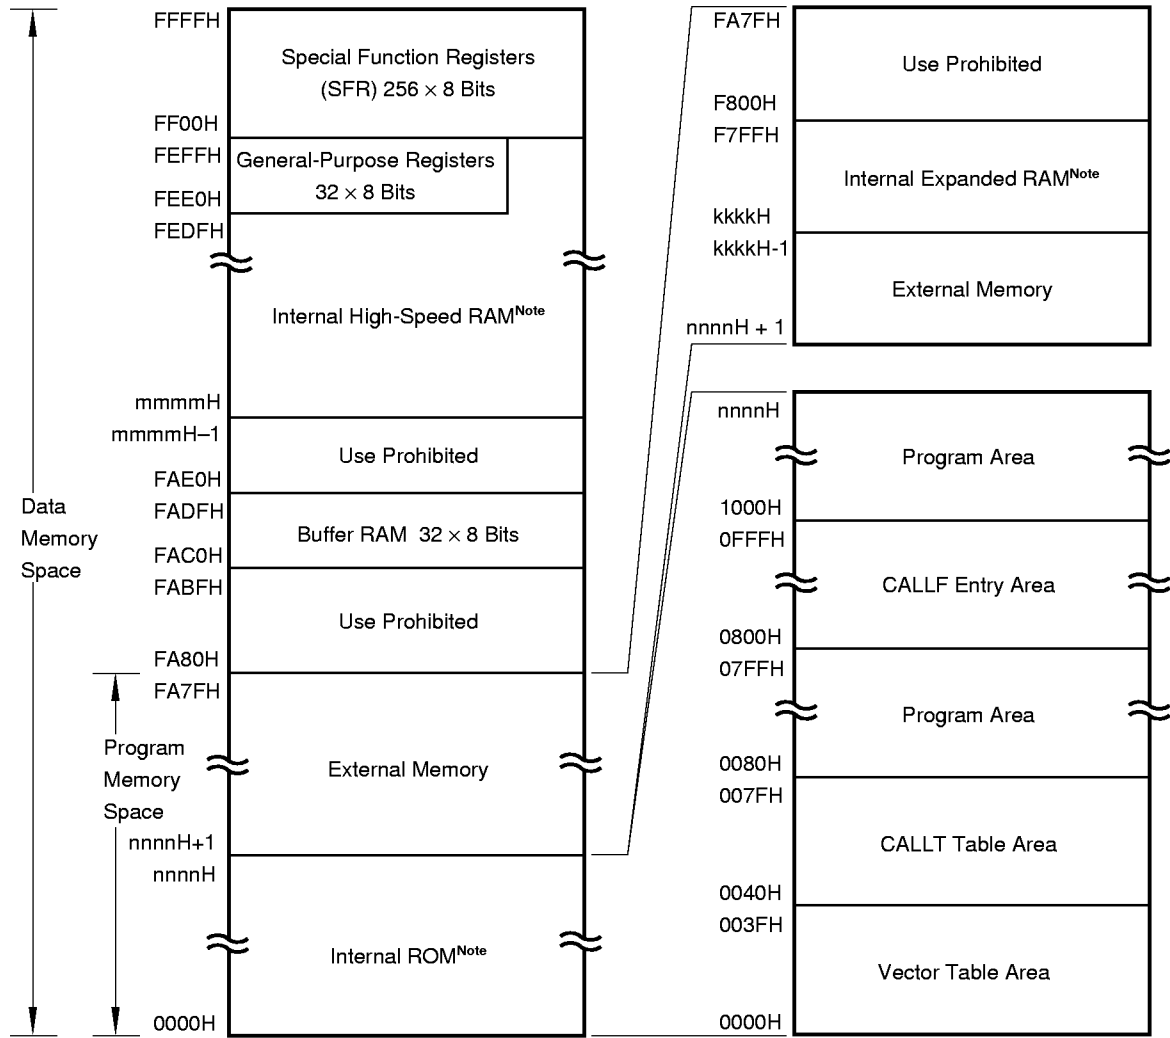 FFFFH
Special Function Registers
(SFR) 256 × 8 Bits
FF00H
FEFFH
General-Purpose Registers
32 × 8 Bits
FEE0H
FEDFH
Internal High-Speed RAMNote
mmmmH
mmmmH–1
Use Prohibited
FAE0H
FADFH
Buffer RAM 32 × 8 Bits
FAC0H
FABFH
Use Prohibited
FA80H
FA7FH
External Memory
nnnnH+1
nnnnH
Internal ROMNote
0000H
Data
Memory
Space
Program
Memory
Space
FA7FH
Use Prohibited
F800H
F7FFH
Internal Expanded RAMNote
kkkkH
kkkkH-1
External Memory
nnnnH + 1
nnnnH
Program Area
1000H
0FFFH
CALLF Entry Area
0800H
07FFH
Program Area
0080H
007FH
CALLT Table Area
0040H
003FH
Vector Table Area
0000H